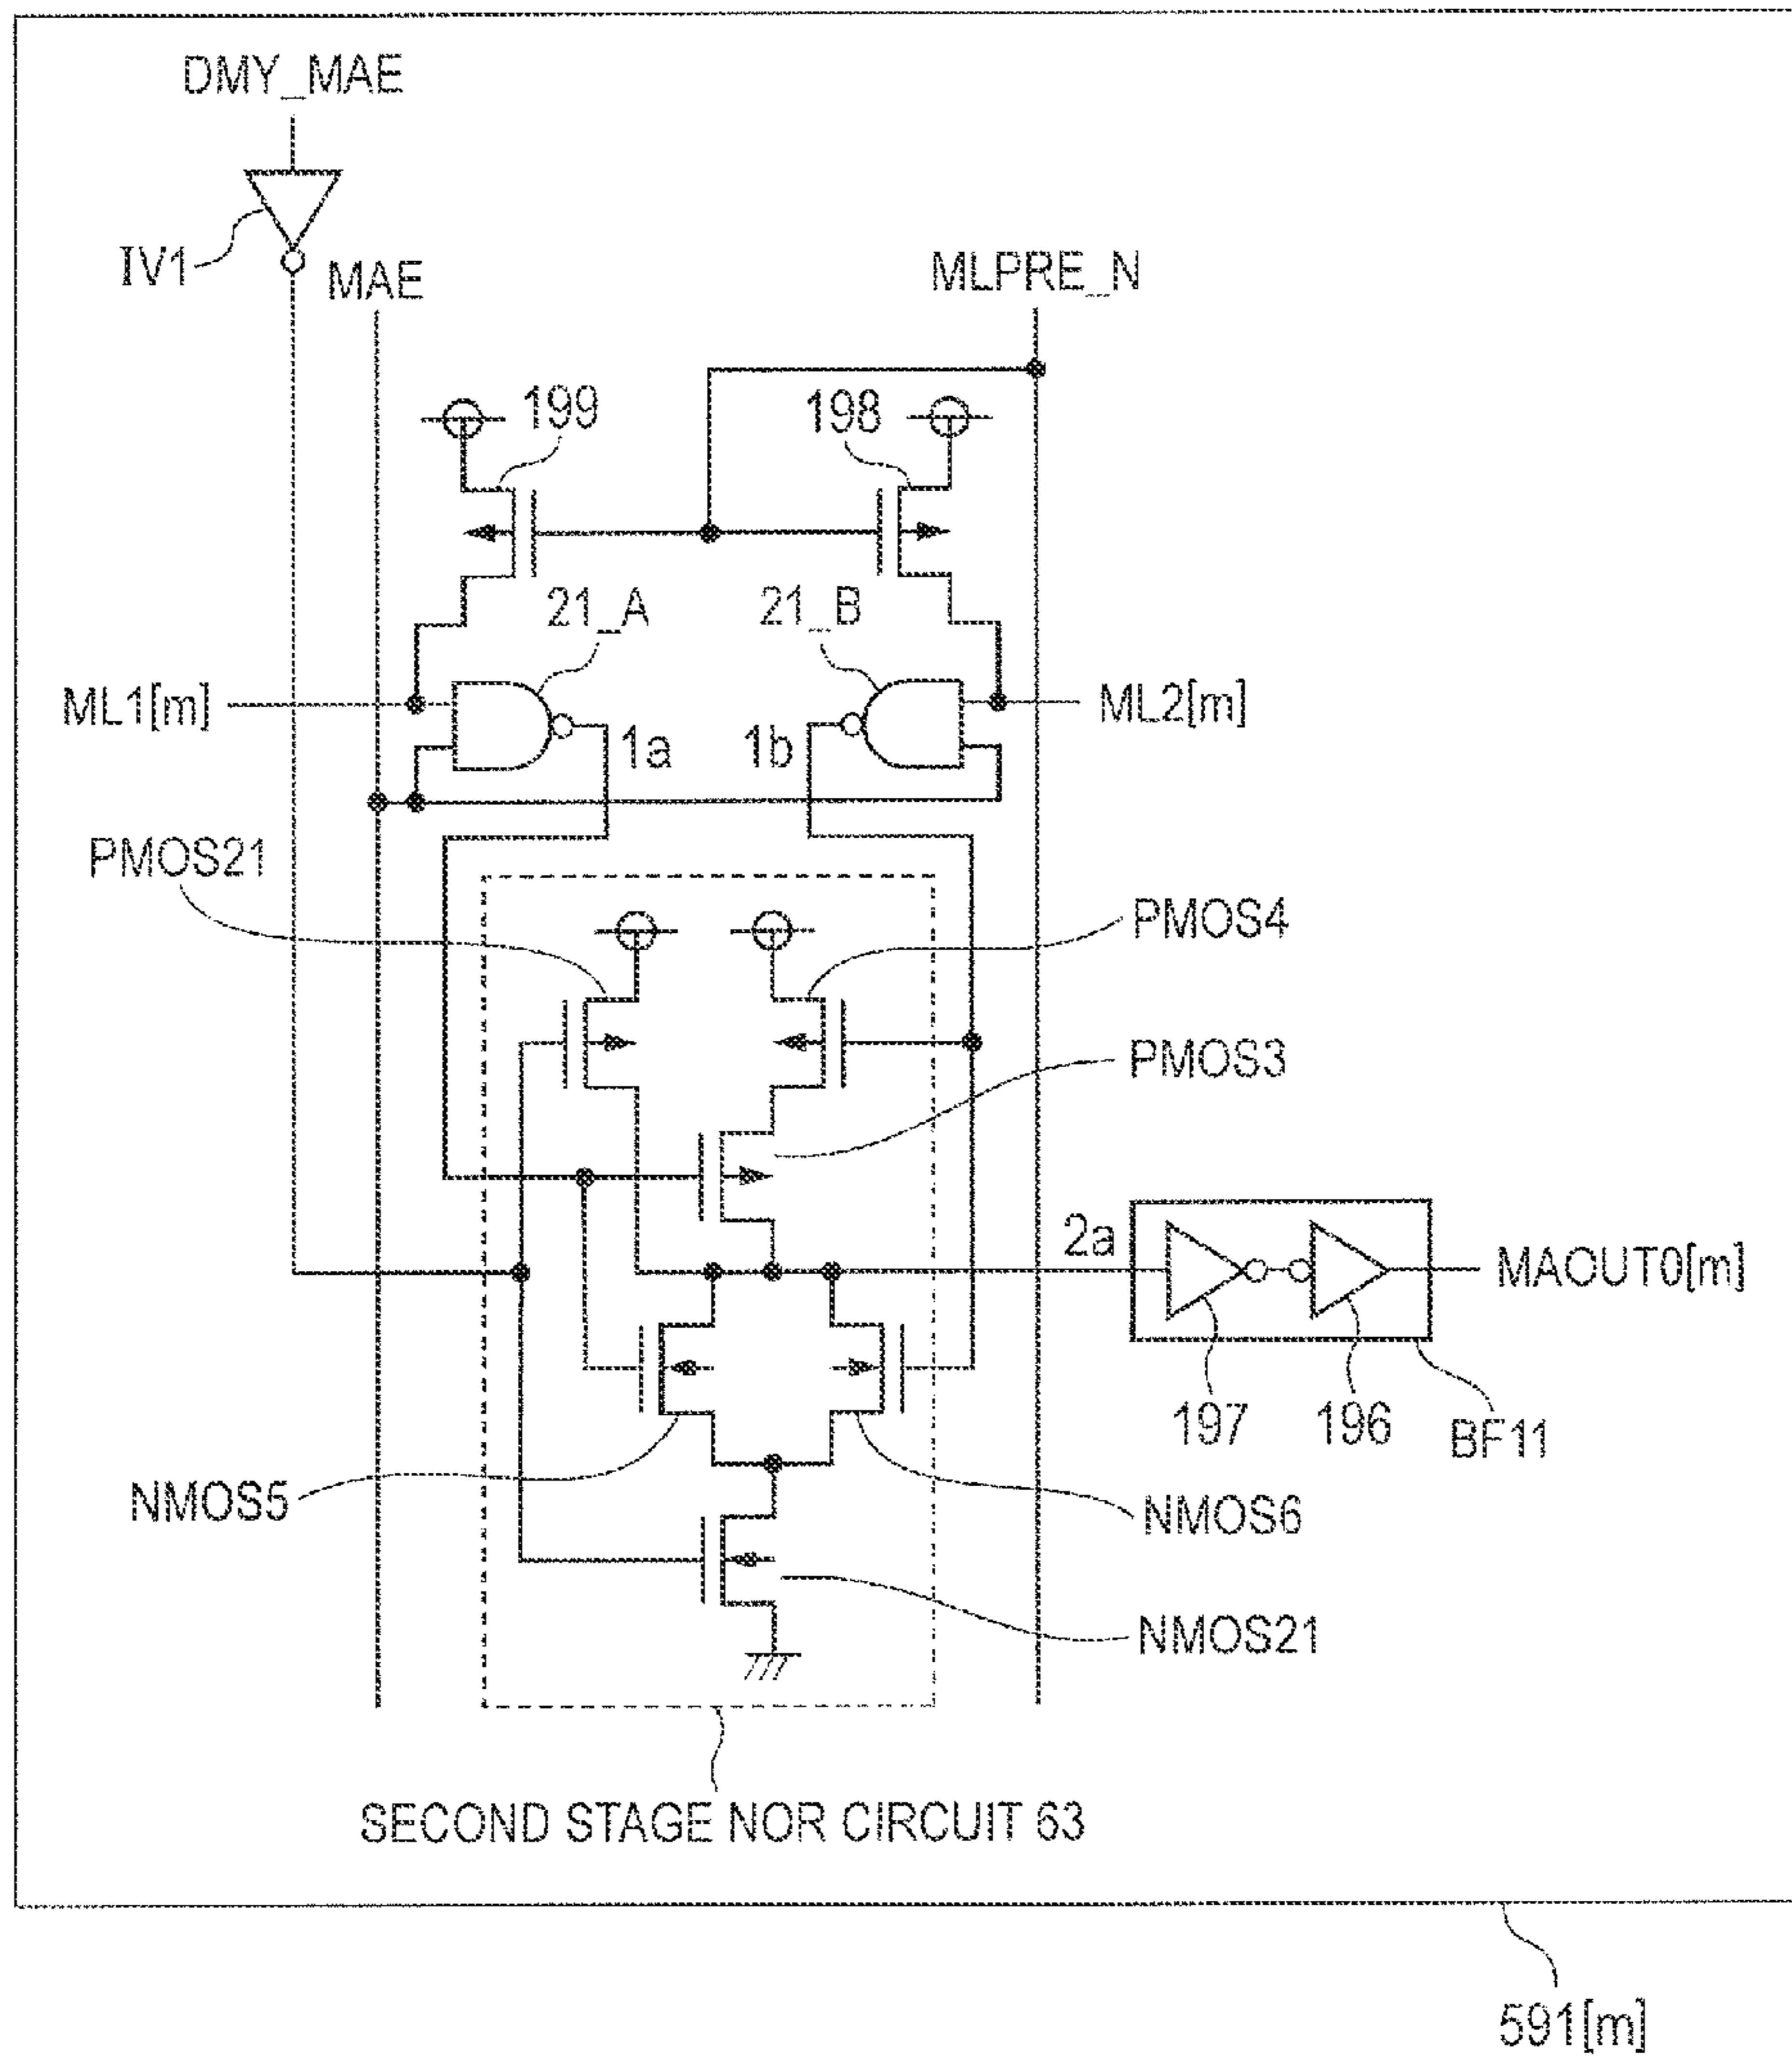 DMY_MAE
IV1
MAE
MLPRE_N
199
198
21_A
21_B
ML1[m]
ML2[m]
1a
1b
PMOS21
PMOS4
PMOS3
2a
MAOUT0[m]
197
196
BF11
NMOS5
NMOS6
NMOS21
SECOND STAGE NOR CIRCUIT 63
591[m]